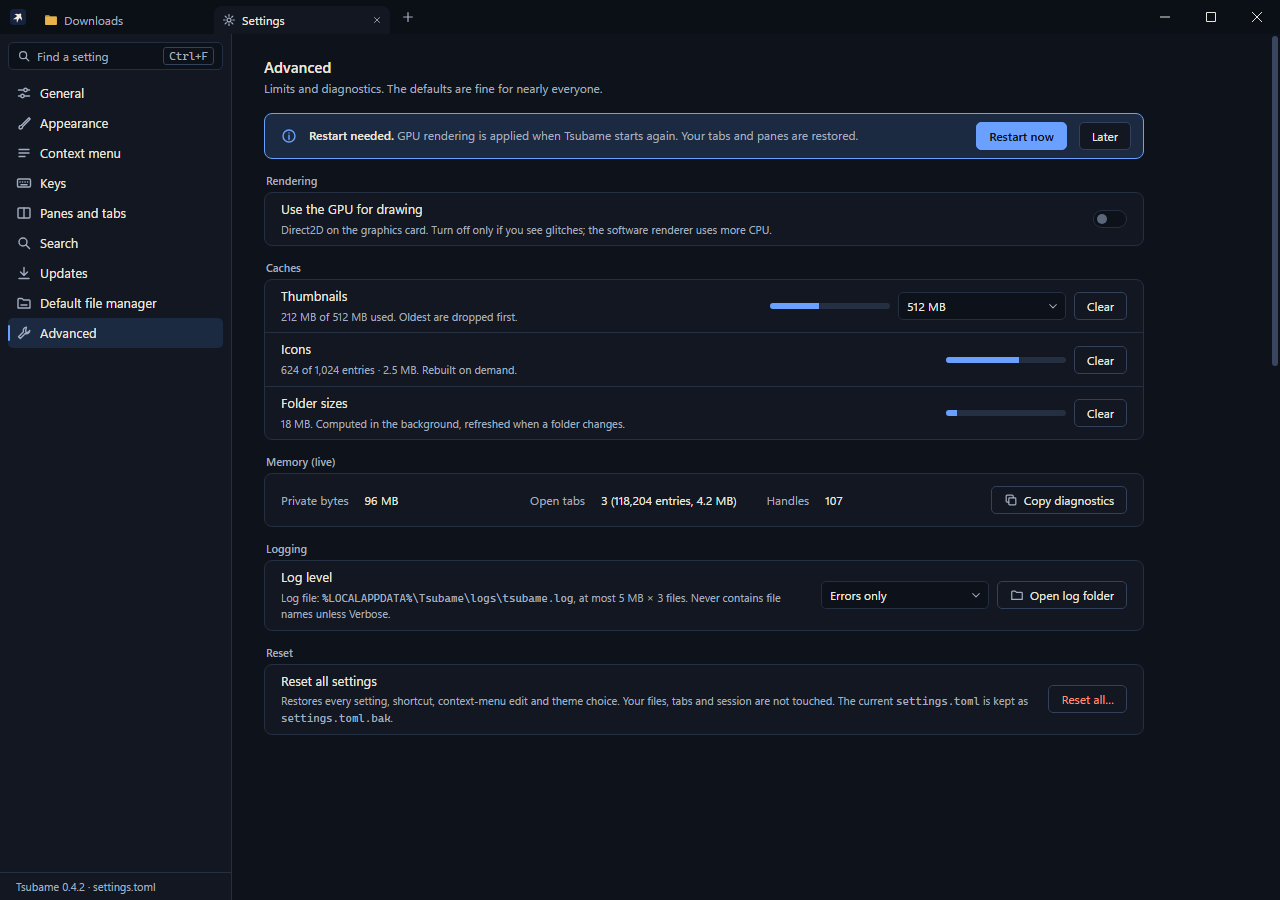 Downloads
Settings
Find a setting
Ctrl+F
General
Appearance
Context menu
Keys
Panes and tabs
Search
Updates
Default file manager
Advanced
Tsubame 0.4.2 · settings.toml
Advanced
Limits and diagnostics. The defaults are fine for nearly everyone.
Restart needed. GPU rendering is applied when Tsubame starts again. Your tabs and panes are restored.
Restart now
Later
Rendering
Use the GPU for drawing
Direct2D on the graphics card. Turn off only if you see glitches; the software renderer uses more CPU.
Caches
Thumbnails
212 MB of 512 MB used. Oldest are dropped first.
512 MB
Clear
Icons
624 of 1,024 entries · 2.5 MB. Rebuilt on demand.
Clear
Folder sizes
18 MB. Computed in the background, refreshed when a folder changes.
Clear
Memory (live)
Private bytes 96 MB
Open tabs 3 (118,204 entries, 4.2 MB)
Handles 107
Copy diagnostics
Logging
Log level
Log file: %LOCALAPPDATA%\Tsubame\logs\tsubame.log, at most 5 MB × 3 files. Never contains file
names unless Verbose.
Errors only
Open log folder
Reset
Reset all settings
Restores every setting, shortcut, context-menu edit and theme choice. Your files, tabs and session are not touched. The current settings.toml is kept as
settings.toml.bak.
Reset all...